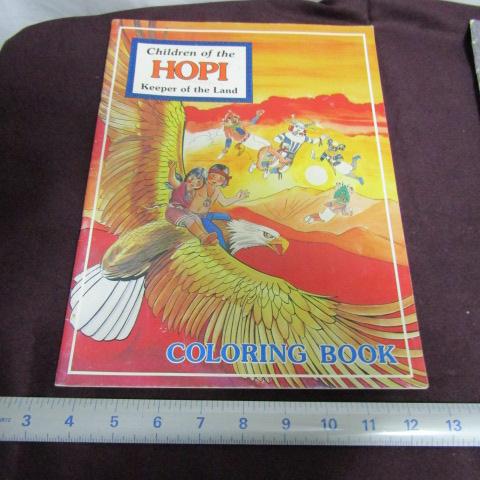 Children of the
HOPI
Keeper of the Land
COLORING BOOK
3 4 5 6 7 8 9 10 11 12 13